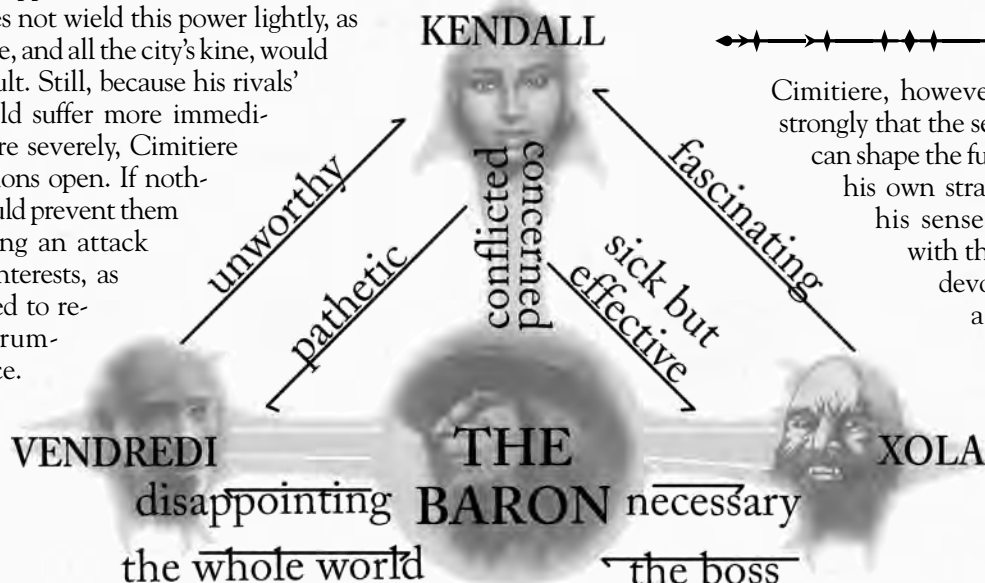 es not wield this power lightly, as
e, and all the city's kine, would
ult. Still, because his rivals'
ld suffer more immedi-
re severely, Cimitiere
ions open. If noth-
uld prevent them
ng an attack
nterests, as
ed to re-
rum-
ce.
KENDALL
Cimitiere, howeve
strongly that the se
can shape the fu
his own stra
his sense
with th
devo
a
unworthy
pathetic
conflicted
concerned
sick but
effective
fascinating
VENDREDI
THE
BARON
XOLA
disappointing
necessary
the whole world
the boss